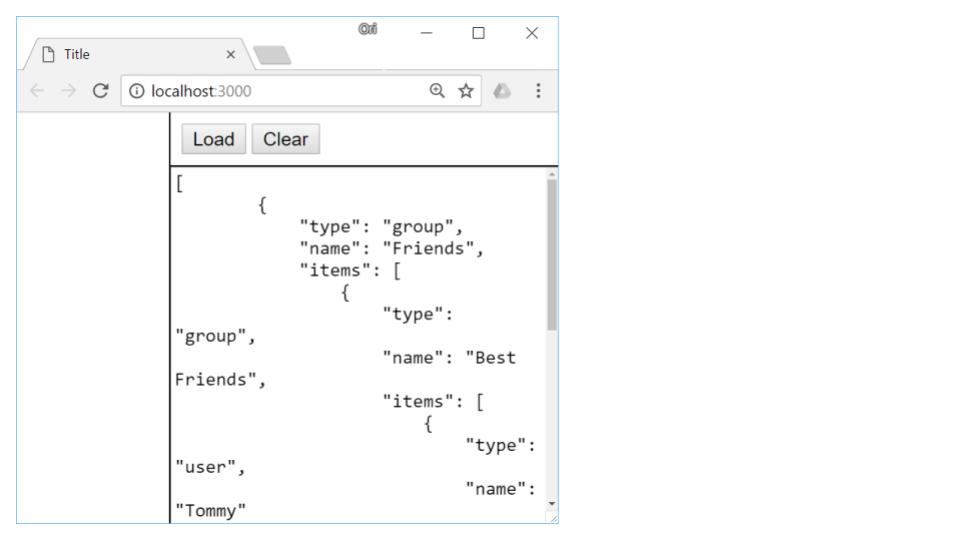 Ori
Title
localhost:3000
Load Clear
[
{
"type": "group",
"name": "Friends",
"items": [
{
"type":
"group",
"name": "Best
Friends",
"items": [
{
"type":
"user",
"name":
"Tommy"